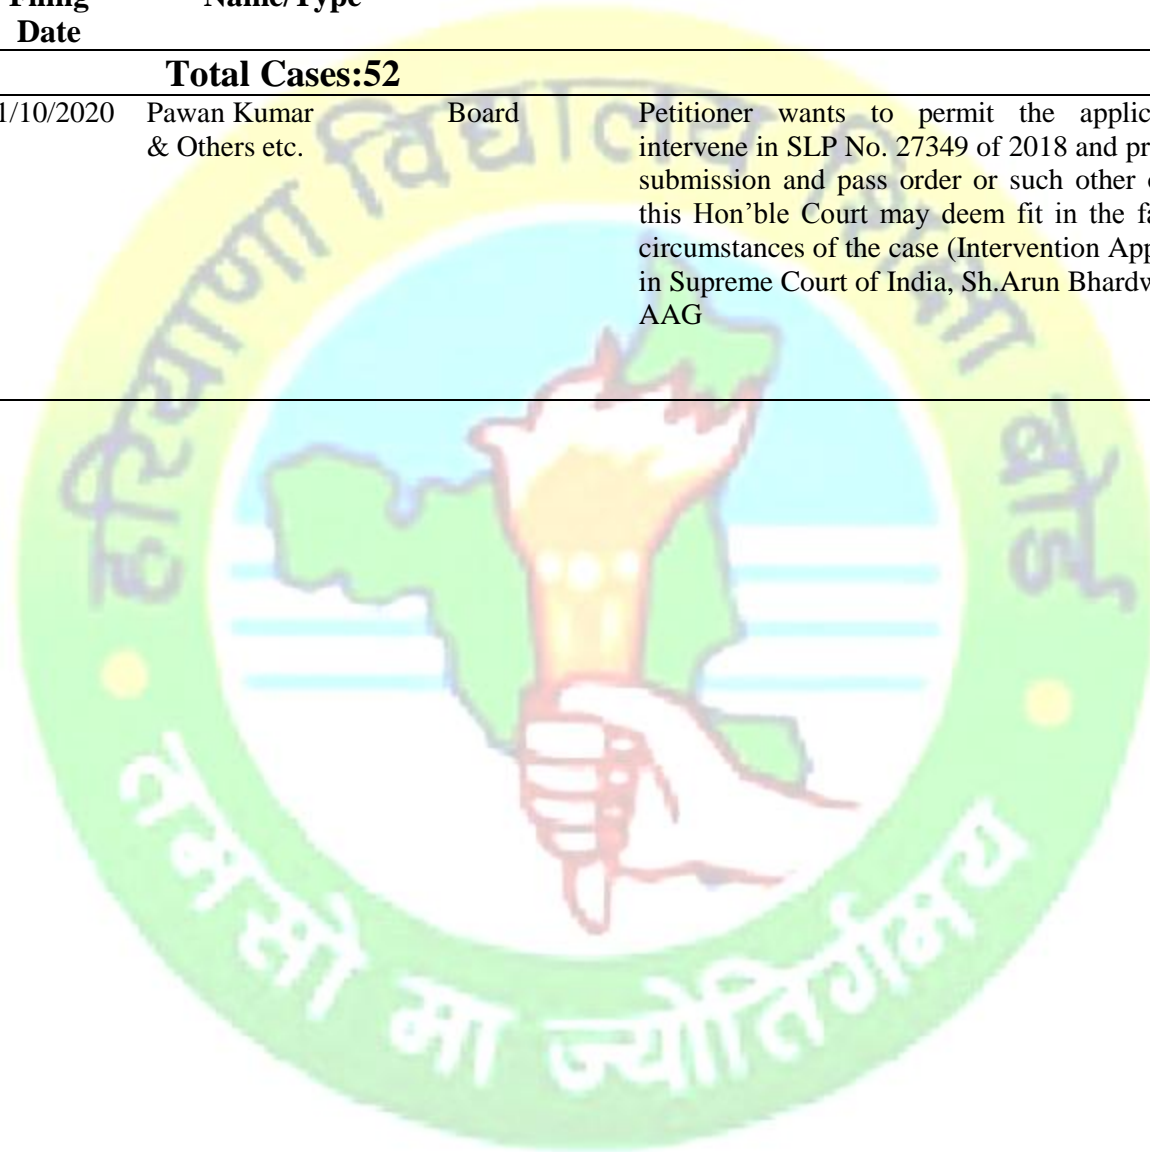 Date
Name/Type
Total Cases:52
1/10/2020 Pawan Kumar Board Petitioner wants to permit the applic
& Others etc. intervene in SLP No. 27349 of 2018 and pr
submission and pass order or such other
this Hon’ble Court may deem fit in the fa
circumstances of the case (Intervention App
in Supreme Court of India, Sh.Arun Bhardw
AAG
हरियाणा विद्यालय शिक्षा बोर्ड
तमसो मा ज्योतिर्गमय